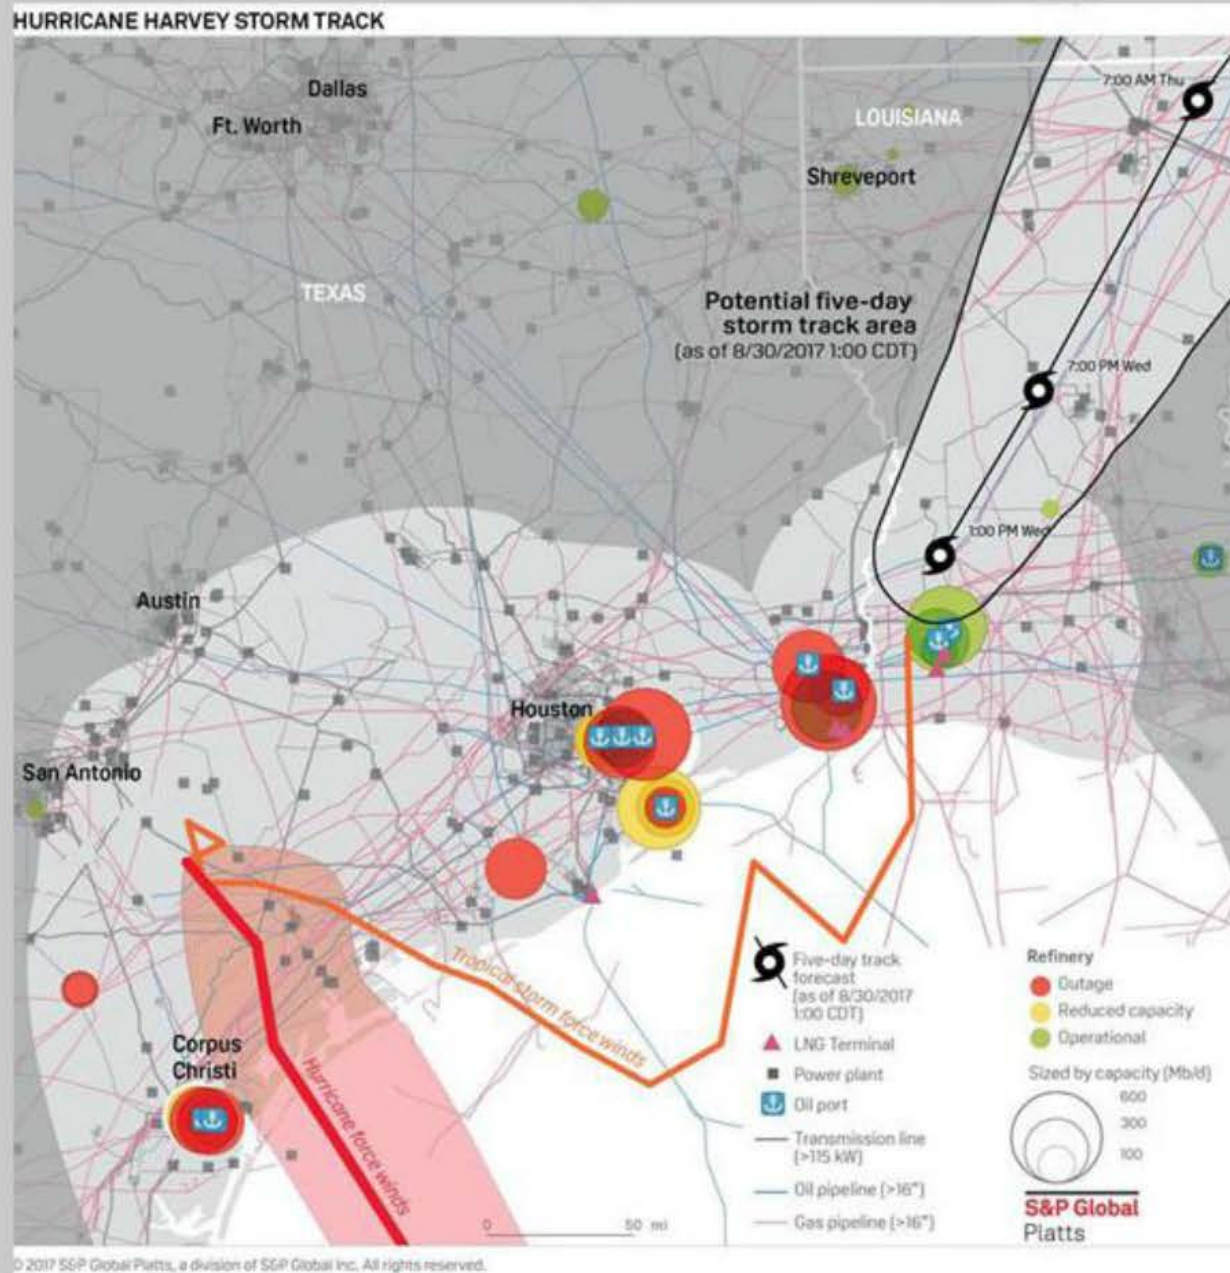 HURRICANE HARVEY STORM TRACK
Dallas
Ft. Worth
7:00 AM Thu
LOUISIANA
Shreveport
TEXAS
Potential five-day
storm track area
(as of 8/30/2017 1:00 CDT)
7:00 PM Wed
1:00 PM Wed
Austin
Houston
San Antonio
Tropical-storm force winds
Corpus
Christi
Hurricane force winds
Five-day track
forecast
(as of 8/30/2017
1:00 CDT)
LNG Terminal
Power plant
Oil port
Transmission line
(>115 kW)
Oil pipeline (>16")
Gas pipeline (>16")
Refinery
Outage
Reduced capacity
Operational
Sized by capacity (Mb/d)
600
300
100
S&P Global
Platts
0
50 mi
© 2017 S&P Global Platts, a division of S&P Global Inc. All rights reserved.